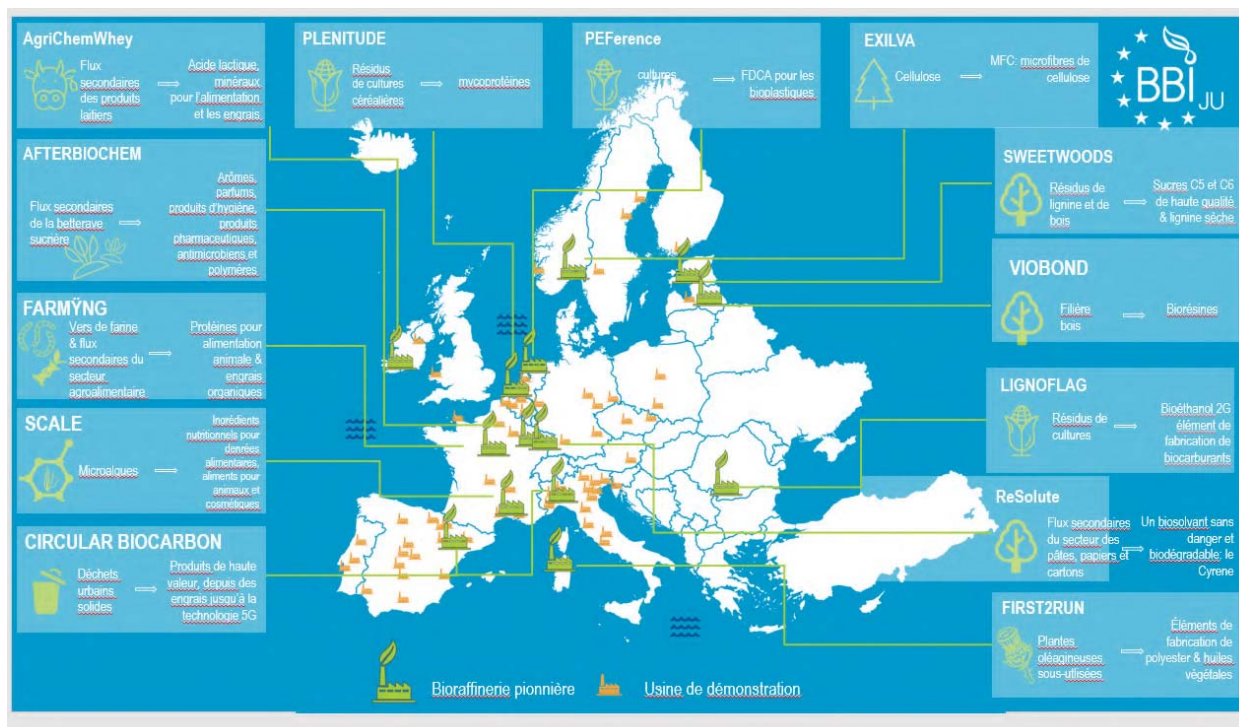 AgriChemWhey
Flux
secondaires
des produits
laitiers
Acide lactique,
minéraux
pour l'alimentation
et les engrais
PLENITUDE
Résidus
de cultures
céréalières
mycoprotéines
PEFerence
cultures
FDCA pour les
bioplastiques
EXILVA
Cellulose
MFC: microfibres de
cellulose
BBI JU
AFTERBIOCHEM
Flux secondaires
de la betterave
sucrière
Arômes,
parfums,
produits d'hygiène,
produits
pharmaceutiques,
antimicrobiens et
polymères
SWEETWOODS
Résidus de
lignine et de
bois
Sucres C5 et C6
de haute qualité
& lignine sèche
VIOBOND
Filière
bois
Biorésines
FARMŸNG
Vers de farine
& flux
secondaires du
secteur
agroalimentaire
Protéines pour
alimentation
animale &
engrais
organiques
LIGNOFLAG
Résidus de
cultures
Bioéthanol 2G
élément de
fabrication de
biocarburants
SCALE
Microalgues
Ingrédients
nutritionnels pour
denrées
alimentaires,
aliments pour
animaux et
cosmétiques
ReSolute
Flux secondaires
du secteur des
pâtes, papiers et
cartons
Un biosolvant sans
danger et
biodégradable: le
Cyrene
CIRCULAR BIOCARBON
Déchets
urbains
solides
Produits de haute
valeur, depuis des
engrais jusqu'à la
technologie 5G
FIRST2RUN
Plantes
oléagineuses
sous-utilisées
Éléments de
fabrication de
polyester & huiles
végétales
Bioraffinerie pionnière
Usine de démonstration